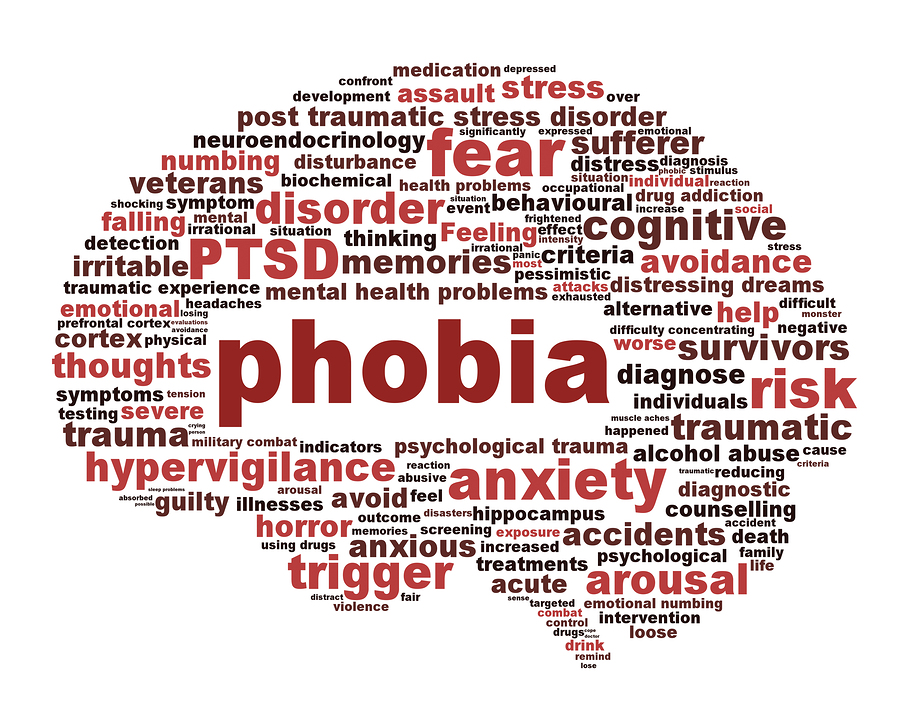 medication depressed
confront
development assault stress over
post traumatic stress disorder
neuroendocrinology significantly expressed emotional
fear sufferer
numbing disturbance distress diagnosis
phobic stimulus
veterans biochemical health problems situation individual reaction
occupational
shocking symptom disorder situation behavioural drug addiction
event increase social
falling mental frightened
irrational situation Feeling effect cognitive
intensity
detection thinking irrational stress
irritable PTSD memories panic criteria avoidance
most
pessimistic
traumatic experience mental health problems attacks distressing dreams
exhausted
emotional headaches alternative help difficult
losing monster
prefrontal cortex evaluations difficulty concentrating negative
avoidance
cortex physical phobia worse survivors
thoughts diagnose risk
symptoms tension individuals
testing severe muscle aches
trauma crying happened traumatic
person
military combat indicators psychological trauma alcohol abuse cause
hypervigilance reaction anxiety criteria
abusive traumatic reducing
sleep problems arousal diagnostic
absorbed guilty illnesses avoid feel
possible
disasters hippocampus counselling
horror outcome accident
memories screening exposure accidents death
using drugs anxious increased
psychological family
trigger treatments life
acute arousal
distract fair sense targeted emotional numbing
violence
combat intervention
control
drugs cope loose
doctor
drink
remind
lose